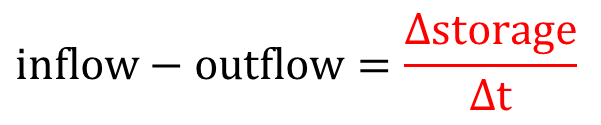 inflow − outflow = Δstorage
Δt